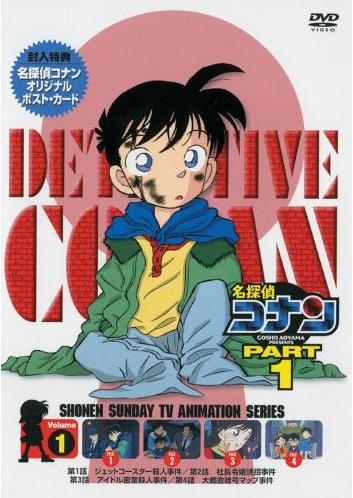 DVD
VIDEO
封入特典
名探偵コナン
オリジナル
ポスト・カード
DETECTIVE
CONAN
名探偵
コナン
GOSHO AOYAMA
PRESENTS
PART
1
SHONEN SUNDAY TV ANIMATION SERIES
Volume
1
FILE
1
FILE
2
FILE
3
FILE
4
第1話 ジェットコースター殺人事件／第2話 社長令嬢誘拐事件
第3話 アイドル密室殺人事件／第4話 大都会暗号マップ事件